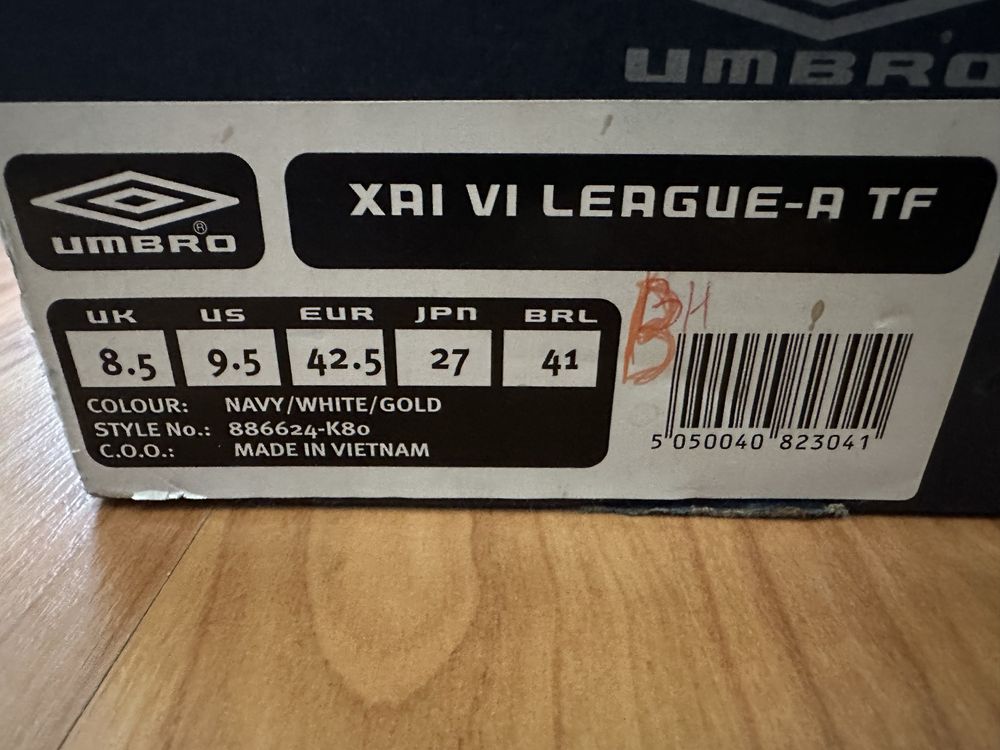 UMBRO
UMBRO®
XAI VI LEAGUE-A TF
UK US EUR JPN BRL
8.5 9.5 42.5 27 41
BH
COLOUR: NAVY/WHITE/GOLD
STYLE No.: 886624-K80
C.O.O.: MADE IN VIETNAM
5 050040 823041